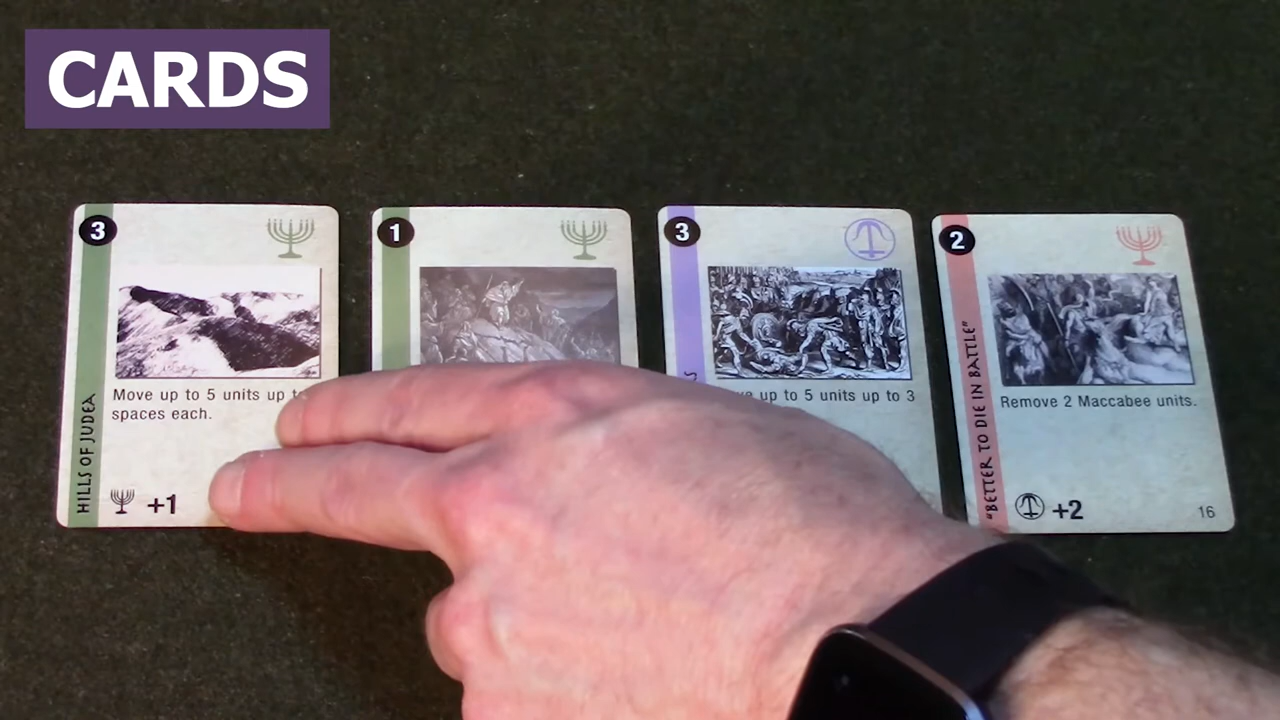 CARDS
3
HILLS OF JUDEA
Move up to 5 units up
spaces each.
+1
1
3
up to 5 units up to 3
2
"BETTER TO DIE IN BATTLE"
Remove 2 Maccabee units.
+2
16